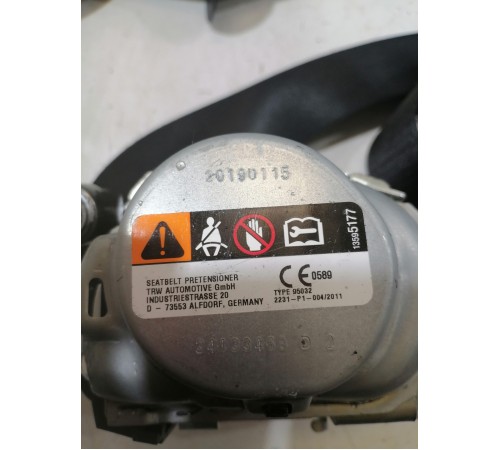 20190115
13595177
CE 0589
SEATBELT PRETENSIONER
TRW AUTOMOTIVE GmbH
INDUSTRIESTRASSE 20
D - 73553 ALFDORF, GERMANY
TYPE 95032
2231-P1-004/2011